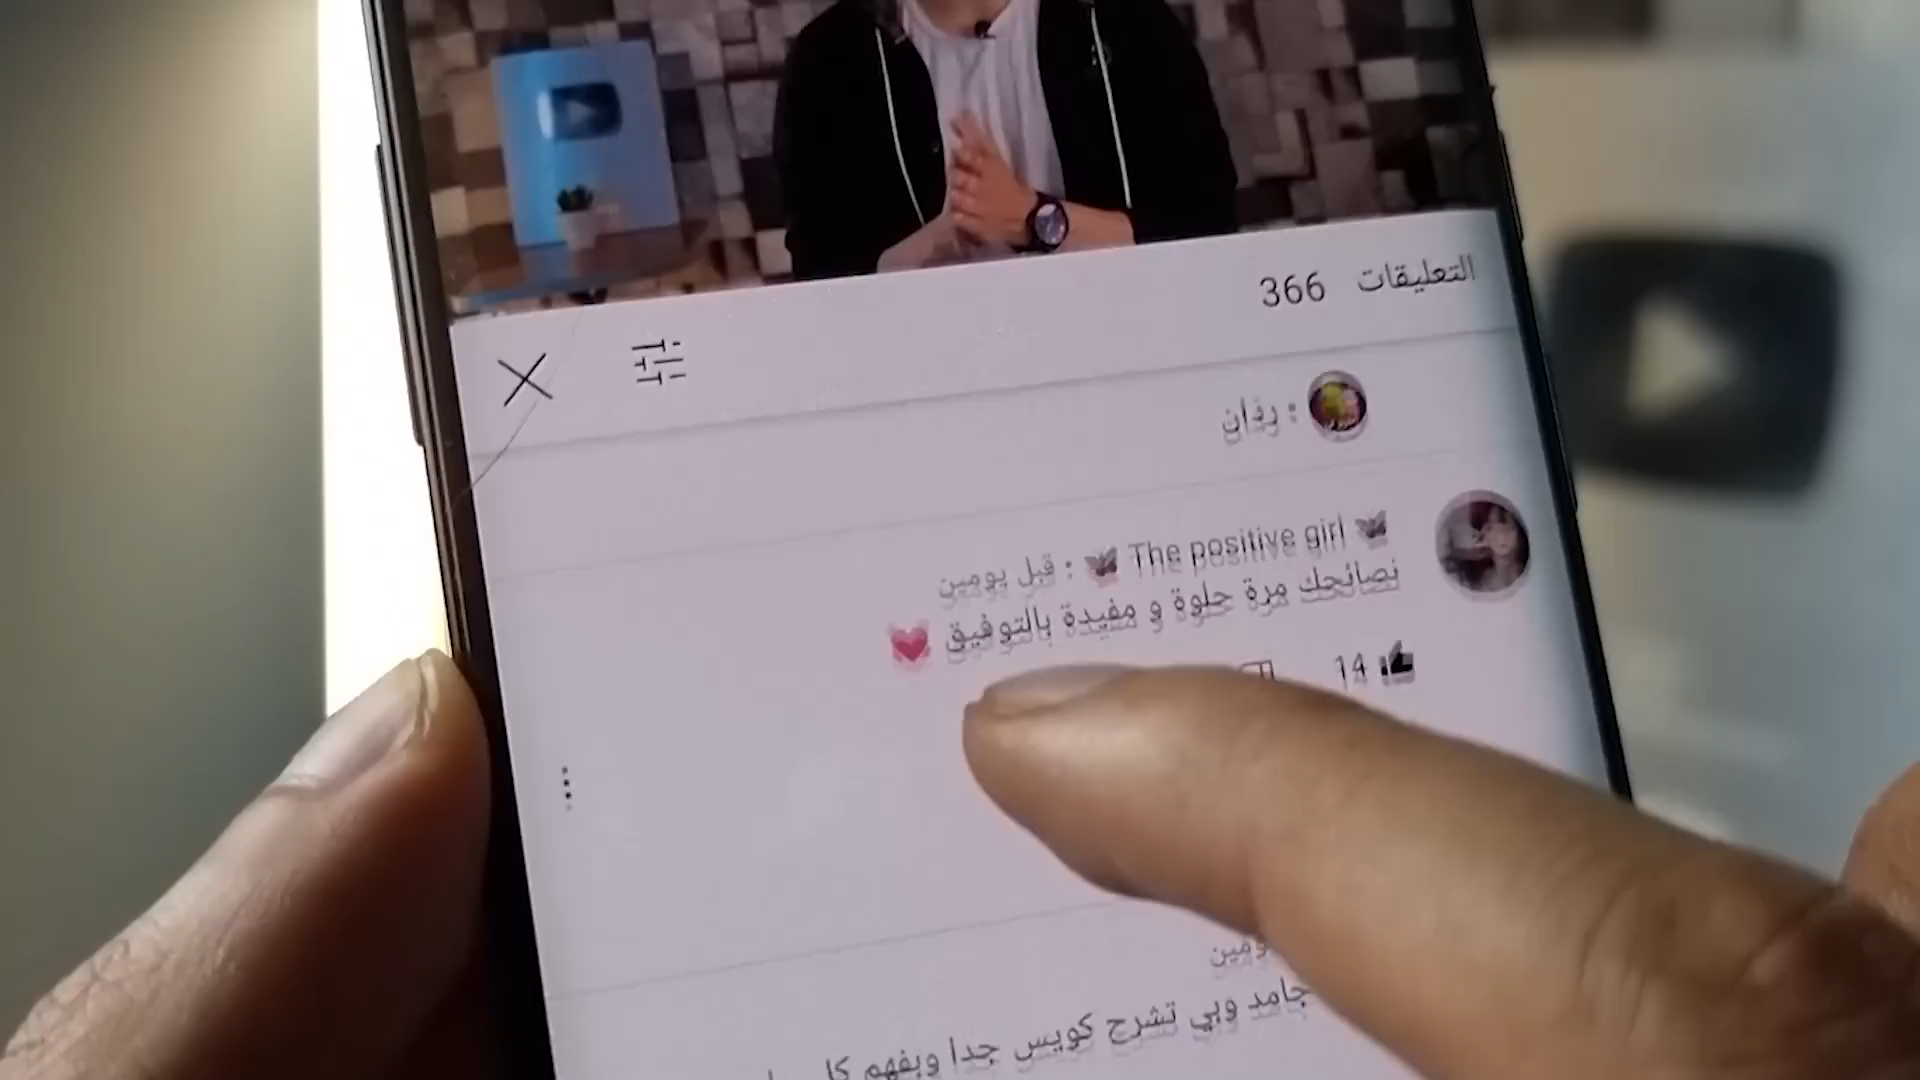 التعليقات 366
رذان :
🦋 The positive girl 🦋 : قبل يومين
نصائحك مرة حلوة و مفيدة بالتوفيق 💓
14
جامد وبي تشرح كويس جدا وبفهم